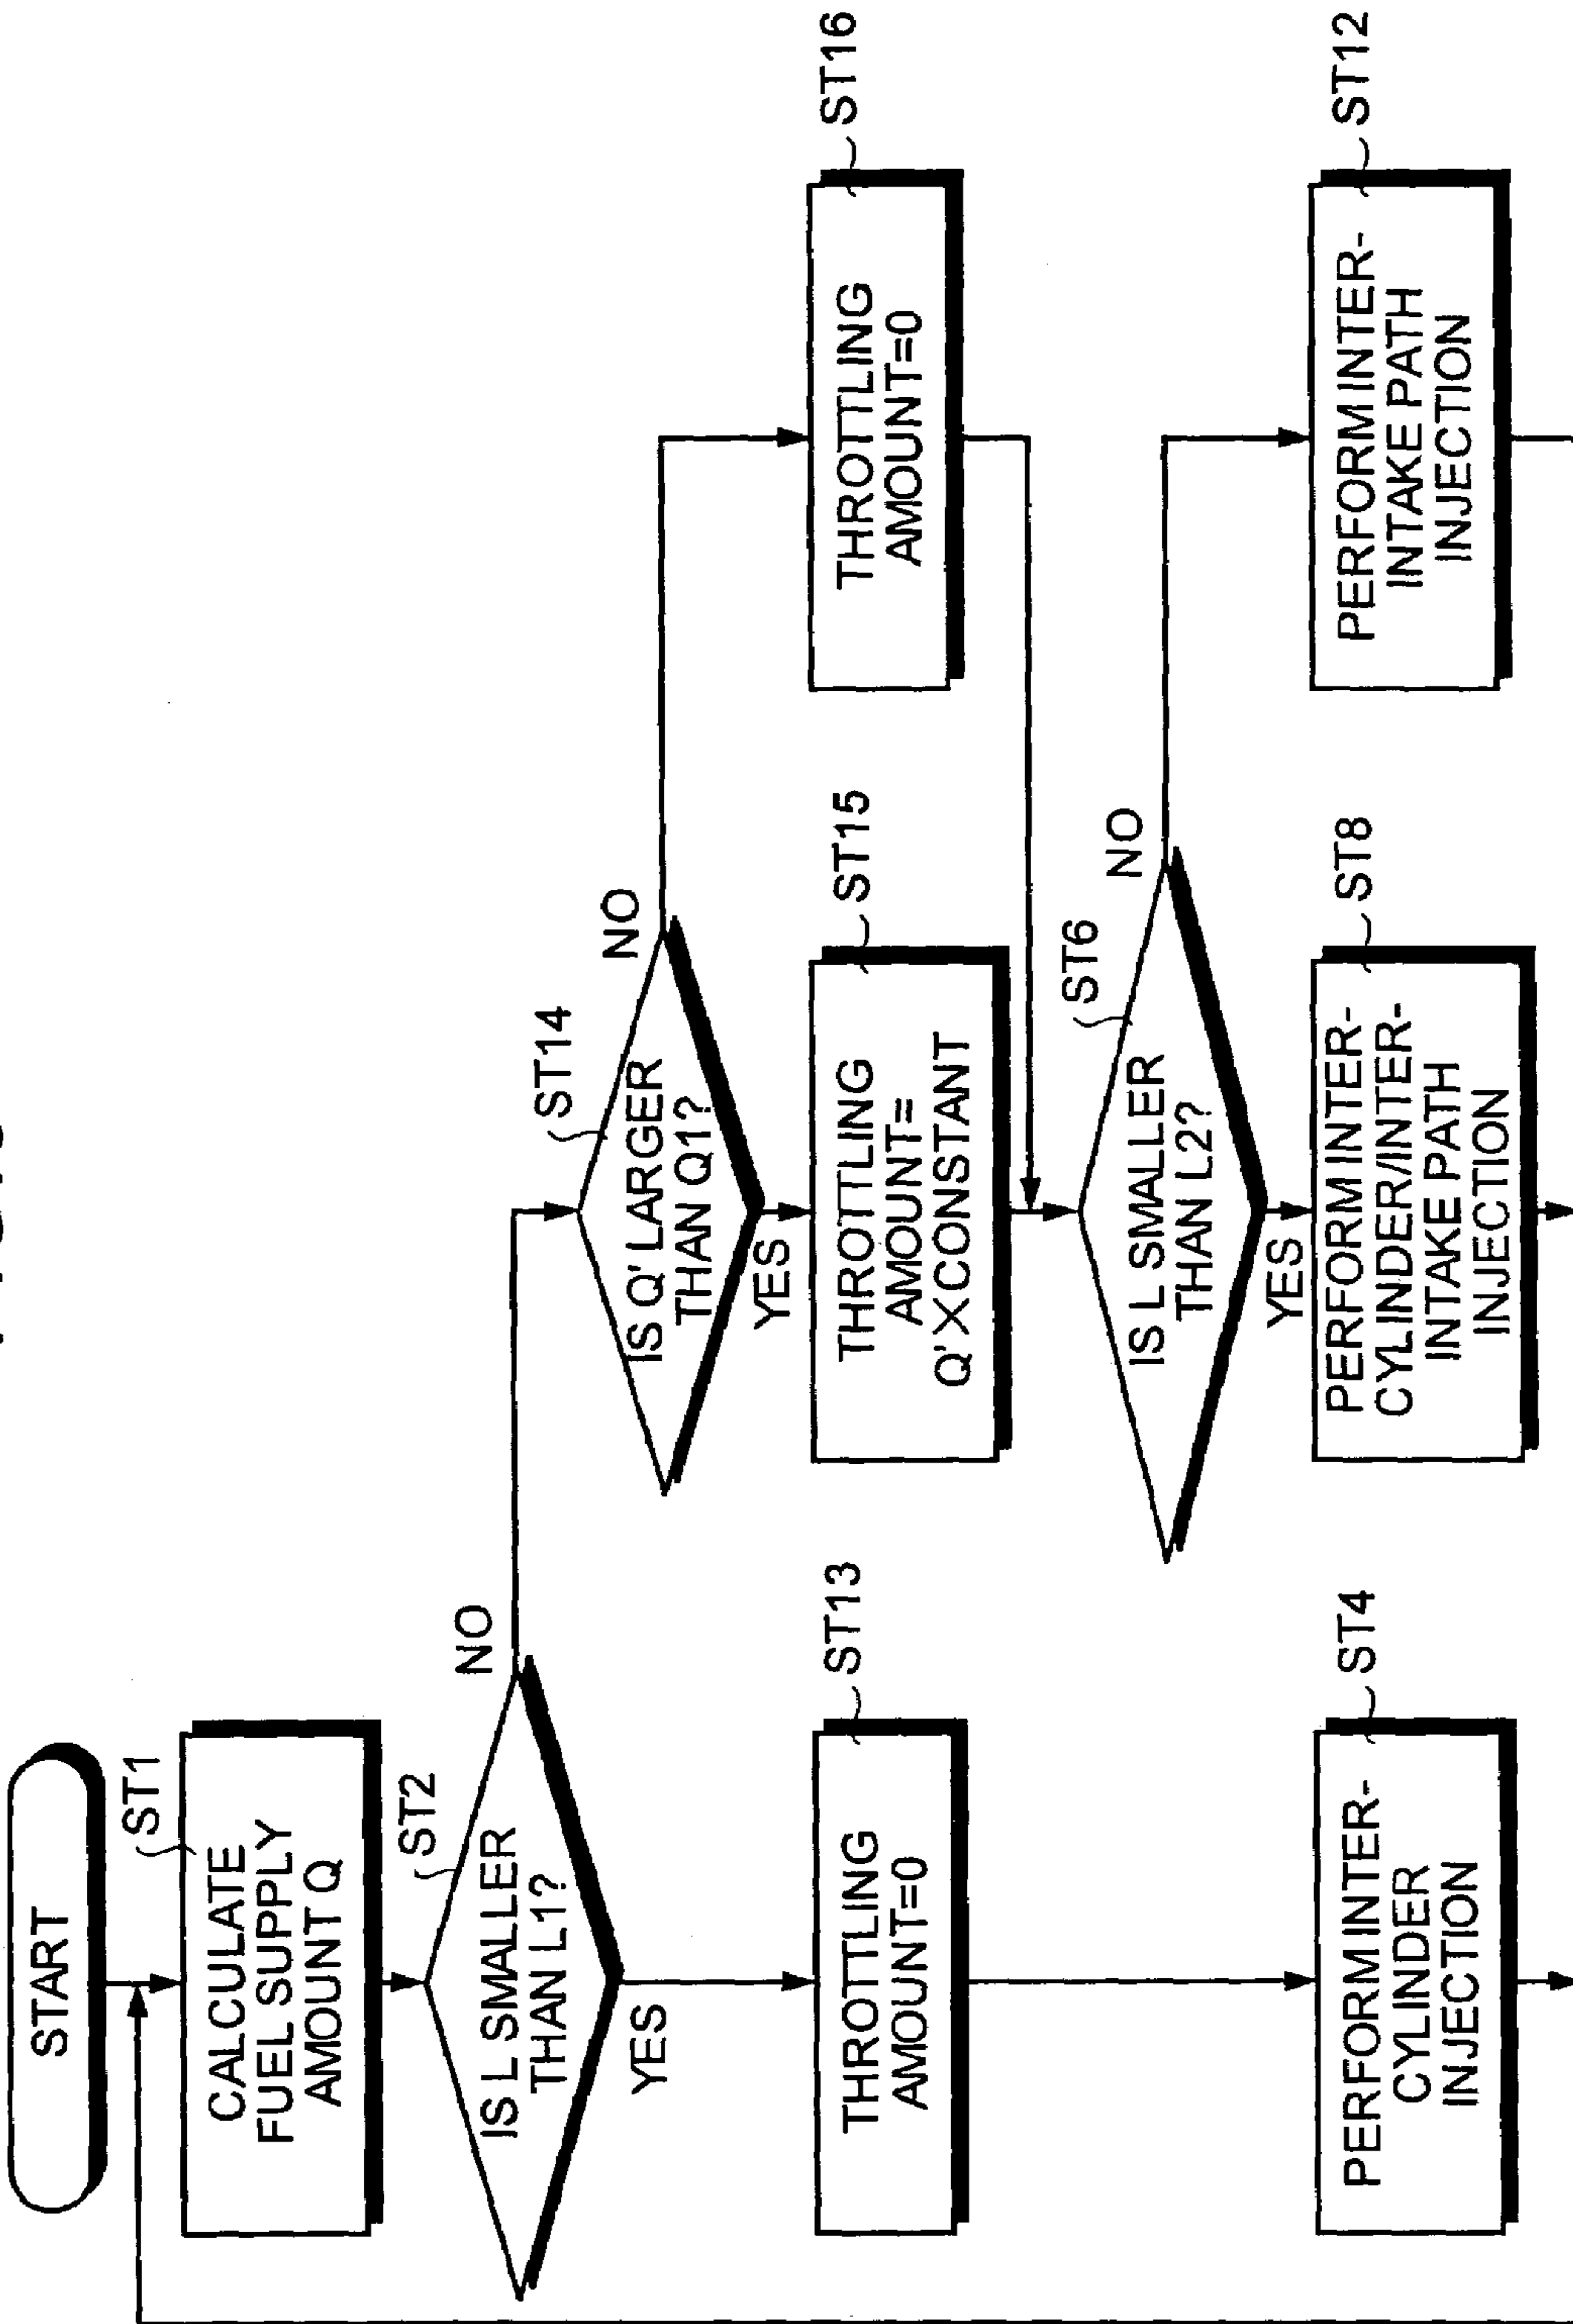 START
ST1
CALCULATE
FUEL SUPPLY
AMOUNT Q
ST2
IS L SMALLER
THAN L1?
NO
YES
ST14
IS Q' LARGER
THAN Q1?
NO
YES
ST13
THROTTLING
AMOUNT=0
ST15
THROTTLING
AMOUNT=
Q'×CONSTANT
ST16
THROTTLING
AMOUNT=0
ST6
IS L SMALLER
THAN L2?
NO
YES
ST4
PERFORM INTER-
CYLINDER
INJECTION
ST8
PERFORM INTER-
CYLINDER/INTER-
INTAKE PATH
INJECTION
ST12
PERFORM INTER-
INTAKE PATH
INJECTION